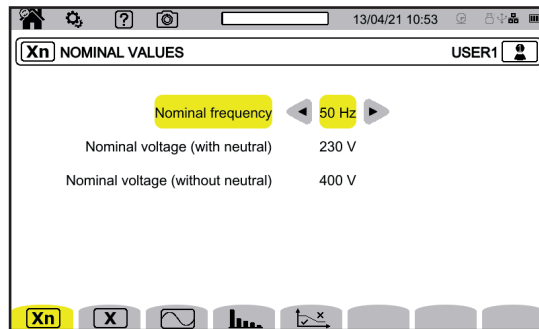 ? 13/04/21 10:53
Xn NOMINAL VALUES USER1
Nominal frequency ◄ 50 Hz ►
Nominal voltage (with neutral) 230 V
Nominal voltage (without neutral) 400 V
Xn X